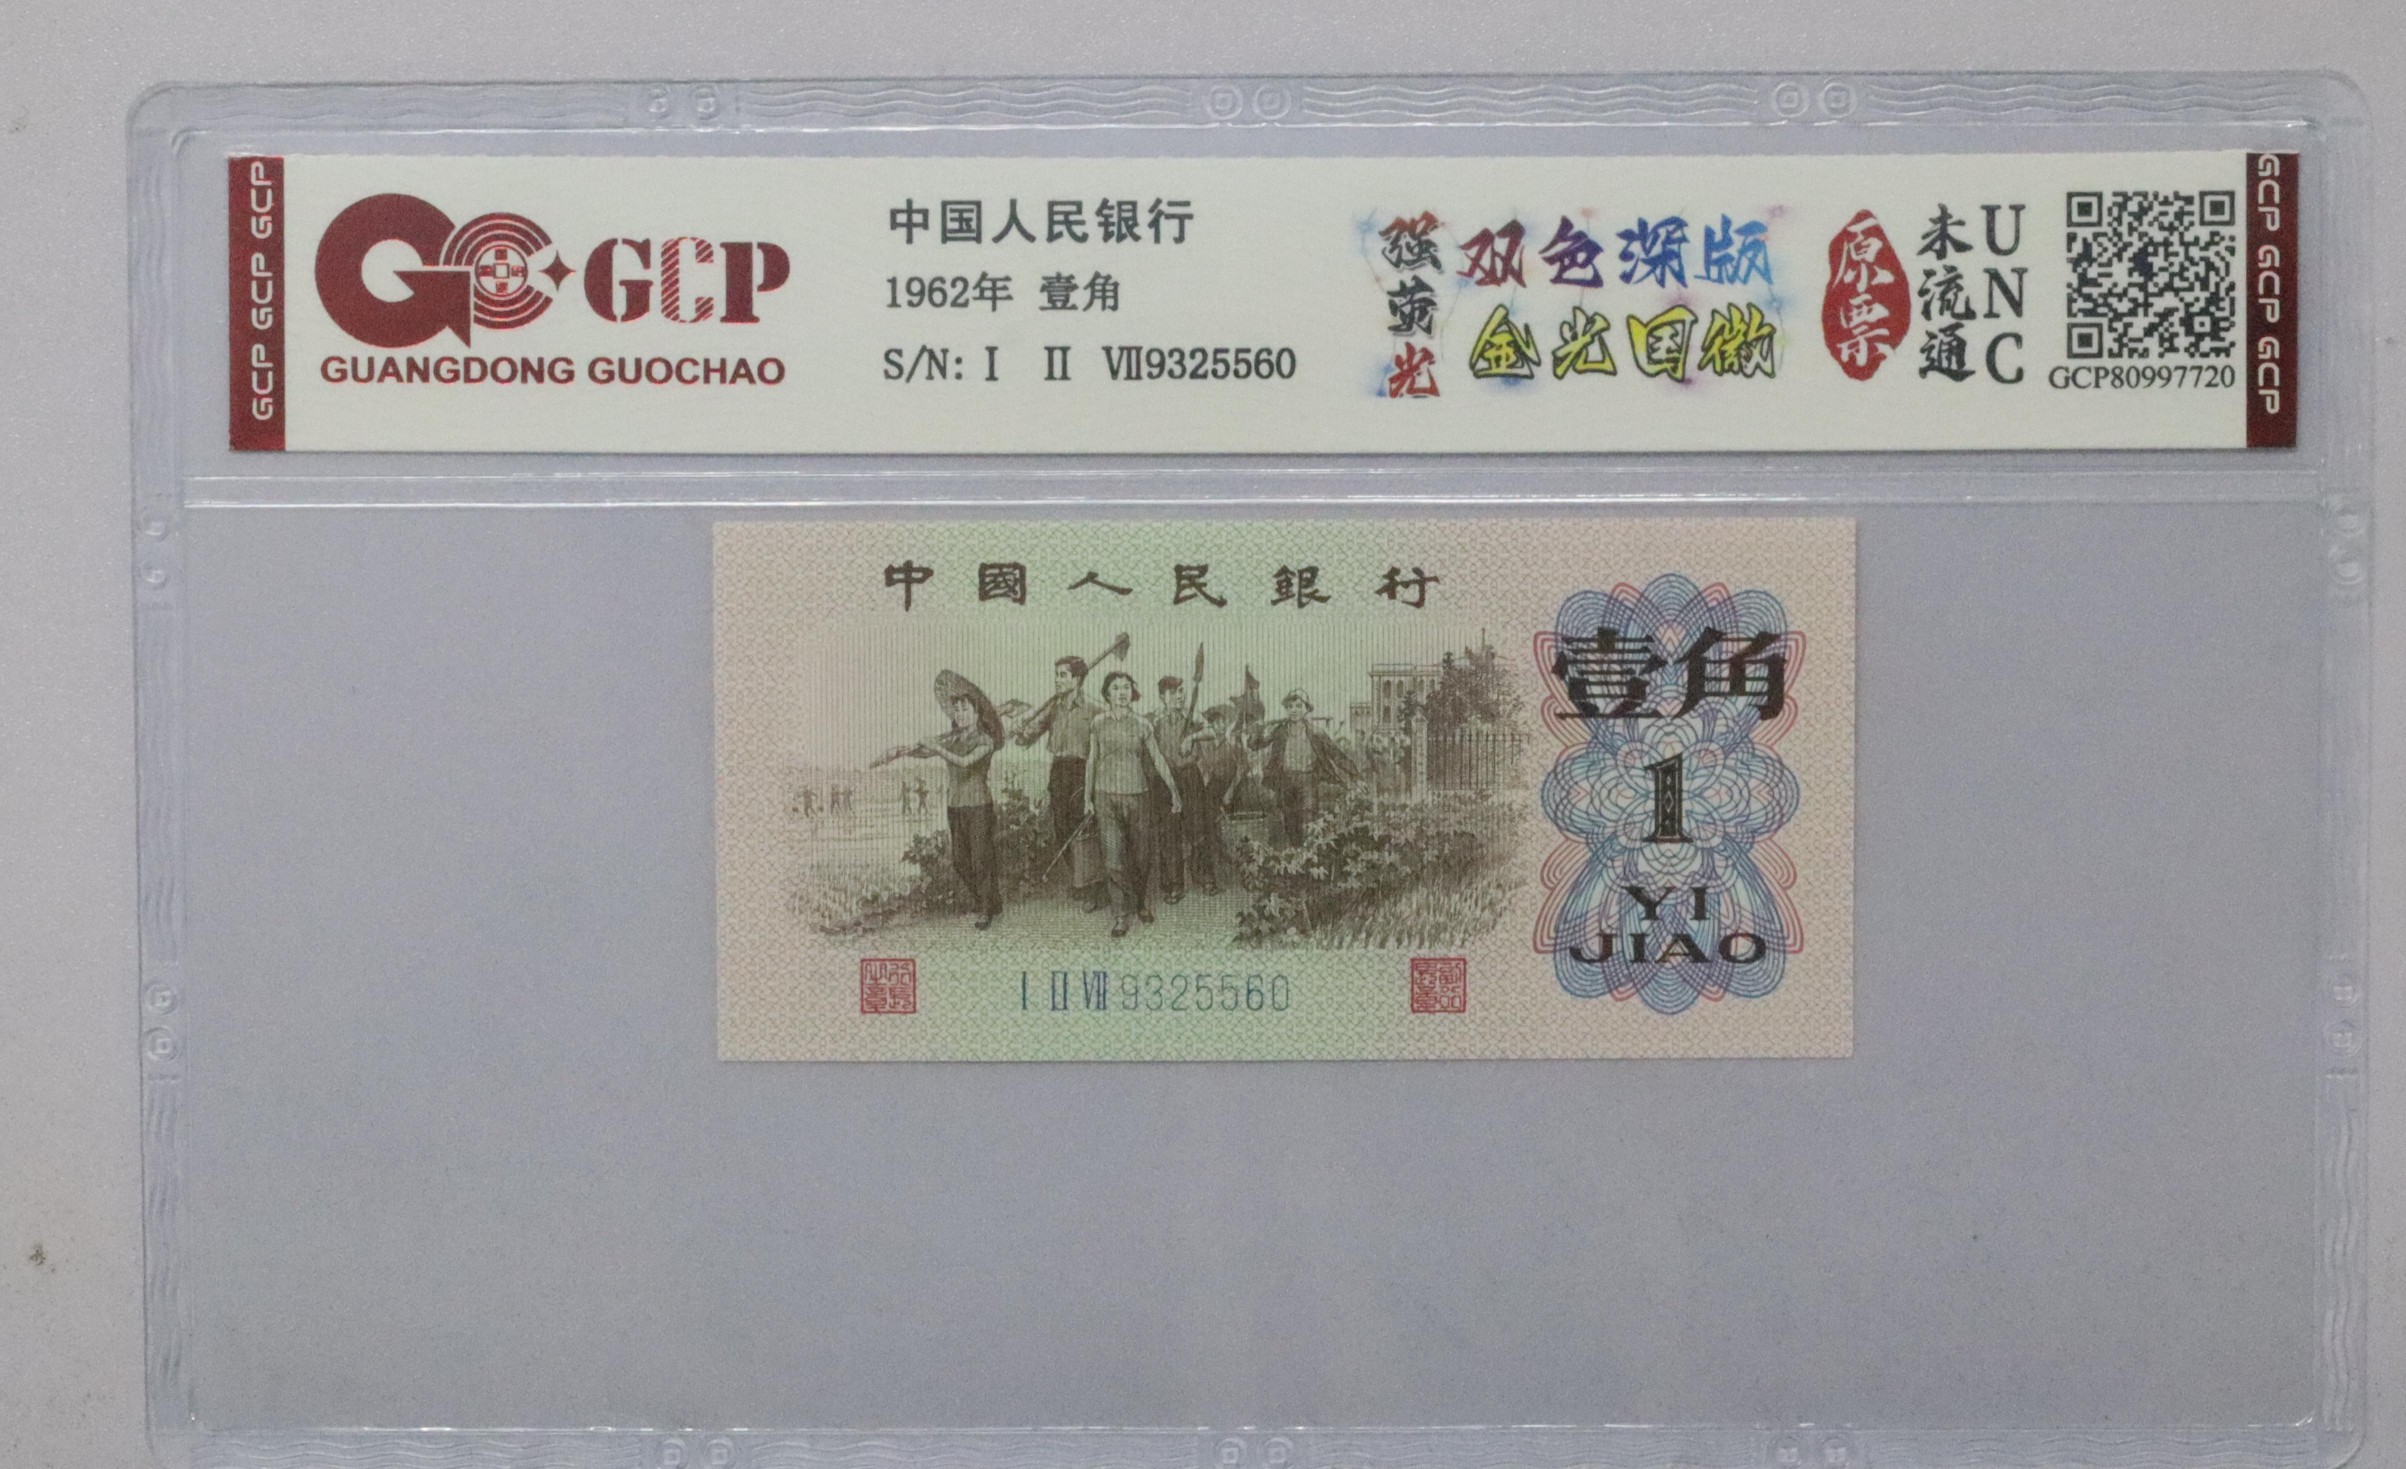 GCP GCP GCP
GCP
GUANGDONG GUOCHAO
中国人民银行
1962年 壹角
S/N: Ⅰ Ⅱ Ⅶ9325560
强荧光
双色深版
金光国徽
原票
未流通
UNC
GCP80997720
GCP GCP GCP GCP
中國人民銀行
壹角
1
YI
JIAO
Ⅰ Ⅱ Ⅶ 9325560